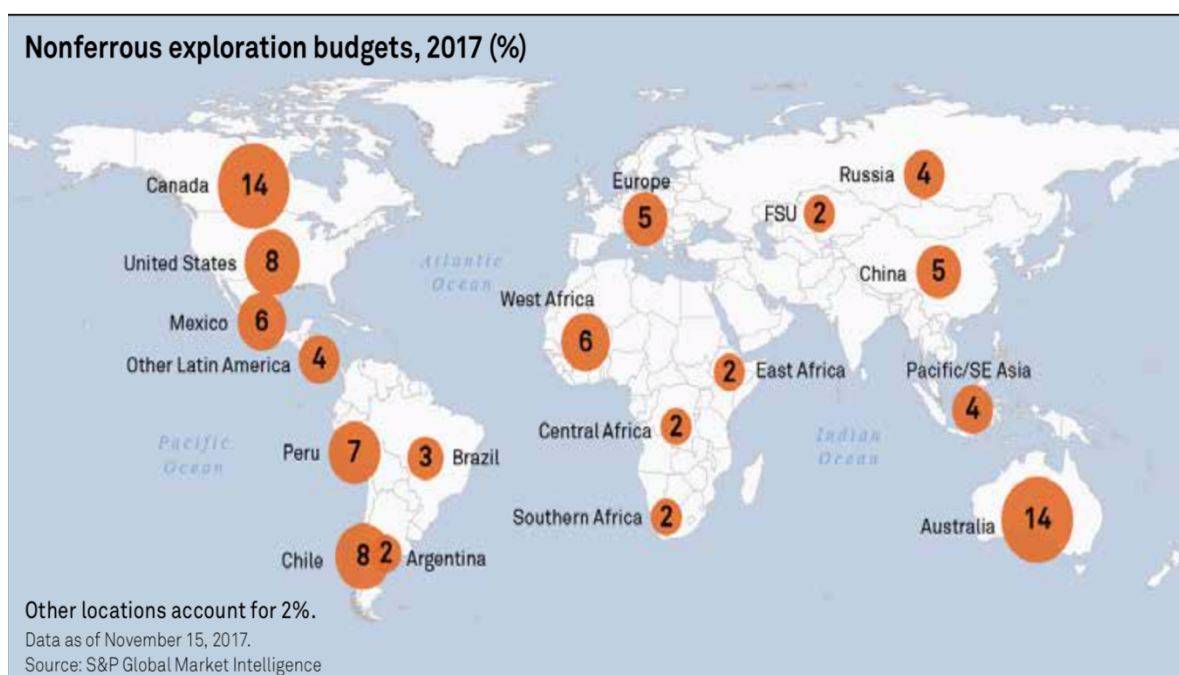 Nonferrous exploration budgets, 2017 (%)
Canada 14
Europe
5
Russia 4
FSU 2
United States 8
Atlantic
Ocean
China 5
West Africa
6
Mexico 6
Other Latin America 4
2 East Africa
Pacific/SE Asia
4
Central Africa 2
Pacific
Ocean
Peru 7
3 Brazil
Indian
Ocean
Southern Africa 2
Australia 14
Chile 8
2 Argentina
Other locations account for 2%.
Data as of November 15, 2017.
Source: S&P Global Market Intelligence